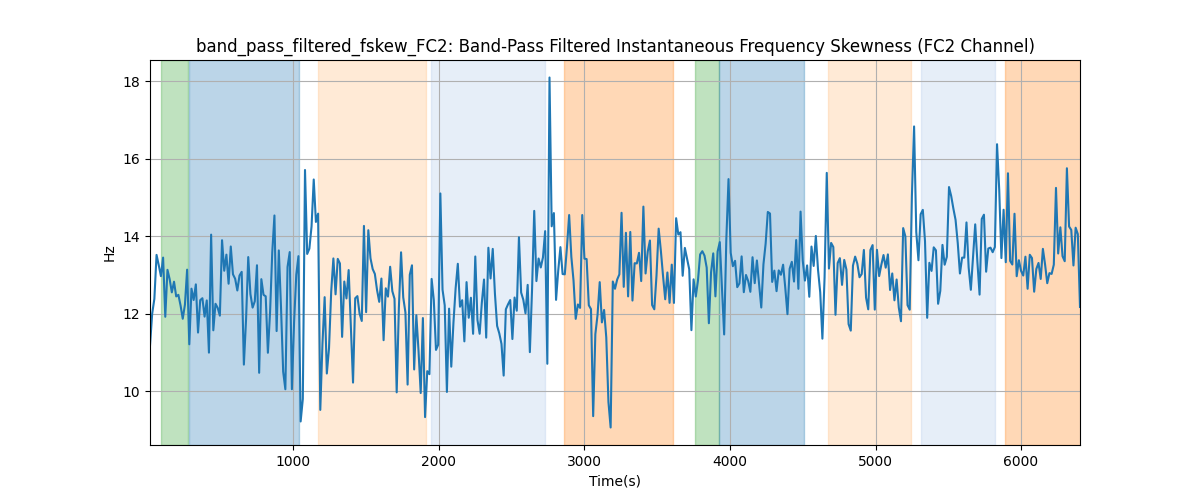 band_pass_filtered_fskew_FC2: Band-Pass Filtered Instantaneous Frequency Skewness (FC2 Channel)
18
16
14
12
10
Hz
1000 2000 3000 4000 5000 6000
Time(s)